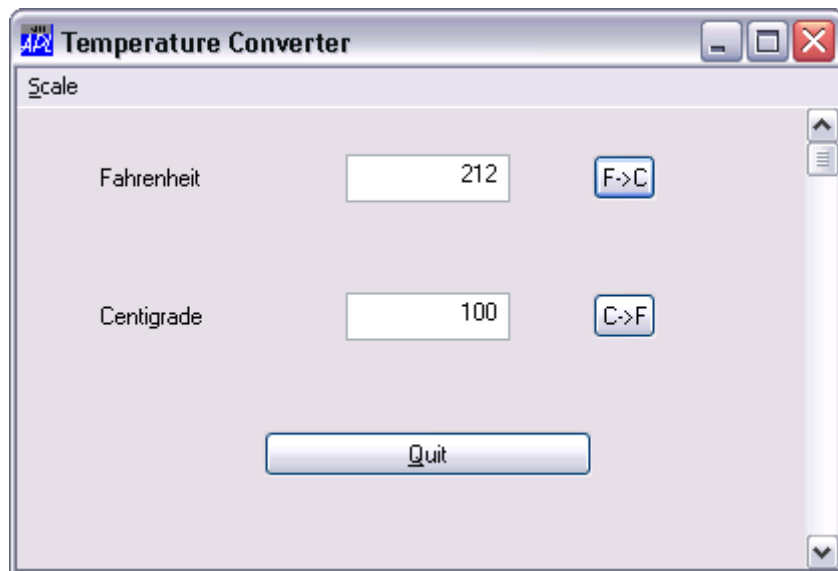 Temperature Converter
Scale
Fahrenheit 212 F->C
Centigrade 100 C->F
Quit